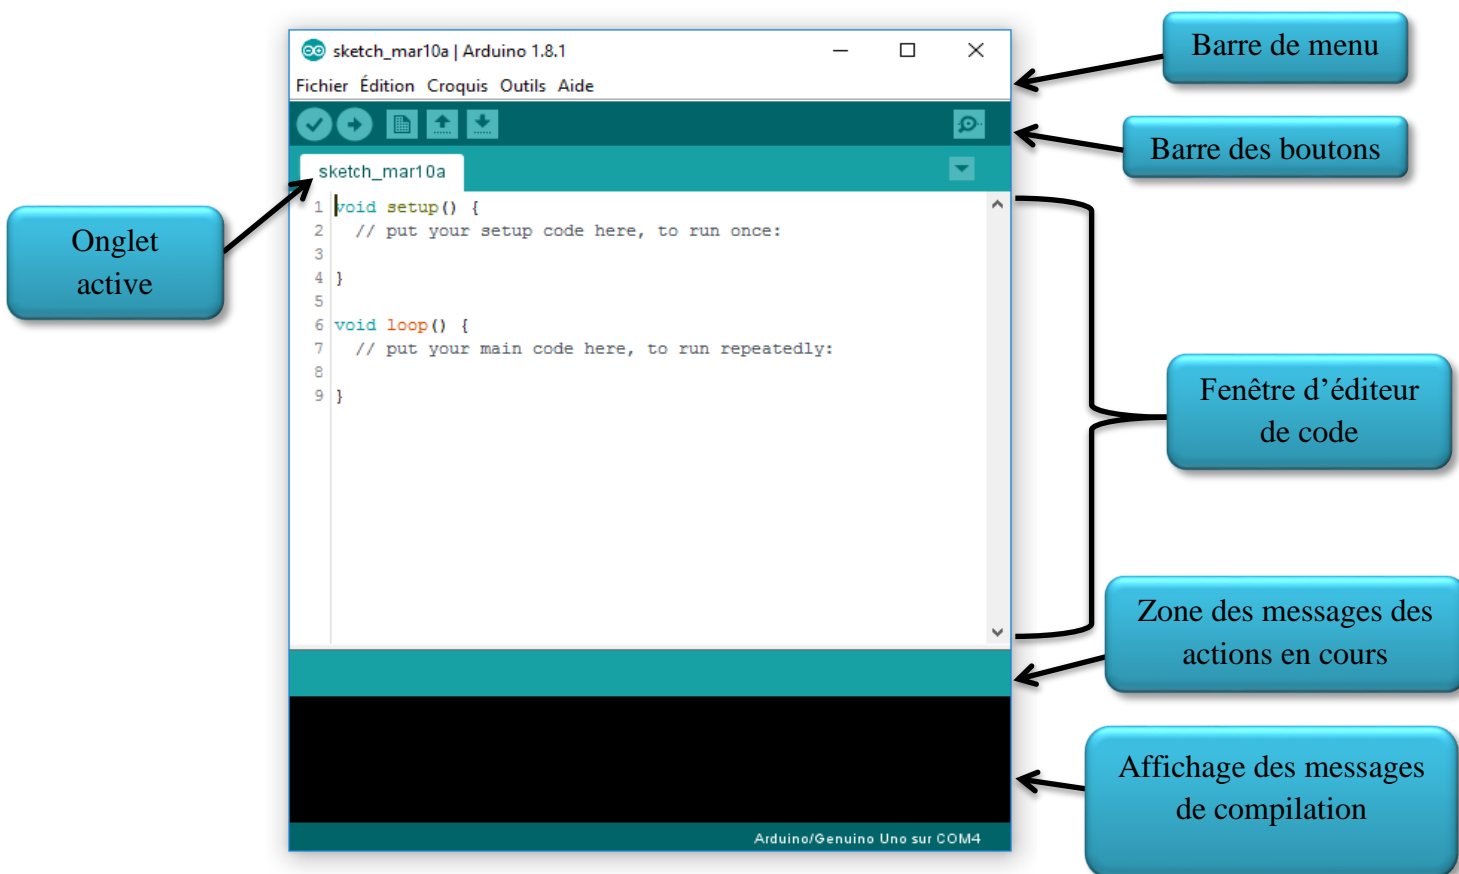 sketch_mar10a | Arduino 1.8.1
Fichier Édition Croquis Outils Aide
sketch_mar10a
1 void setup() {
2 // put your setup code here, to run once:
3
4 }
5
6 void loop() {
7 // put your main code here, to run repeatedly:
8
9 }
Arduino/Genuino Uno sur COM4
Onglet
active
Barre de menu
Barre des boutons
Fenêtre d’éditeur
de code
Zone des messages des
actions en cours
Affichage des messages
de compilation